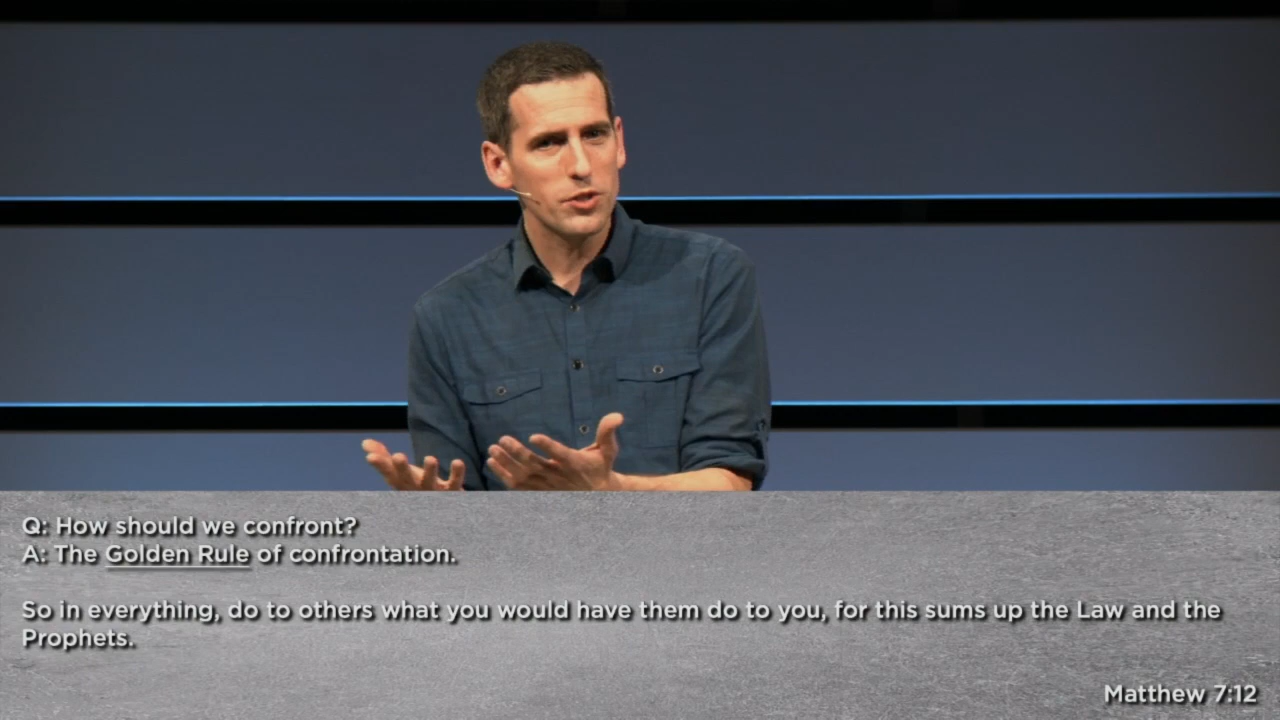 Q: How should we confront?
A: The Golden Rule of confrontation.
So in everything, do to others what you would have them do to you, for this sums up the Law and the
Prophets.
Matthew 7:12